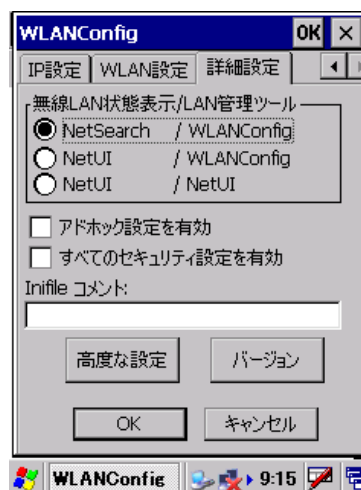 WLANConfig OK ×
IP設定 WLAN設定 詳細設定
無線LAN状態表示/LAN管理ツール
NetSearch / WLANConfig
NetUI / WLANConfig
NetUI / NetUI
アドホック設定を有効
すべてのセキュリティ設定を有効
Inifile コメント:
高度な設定 バージョン
OK キャンセル
WLANConfig 9:15